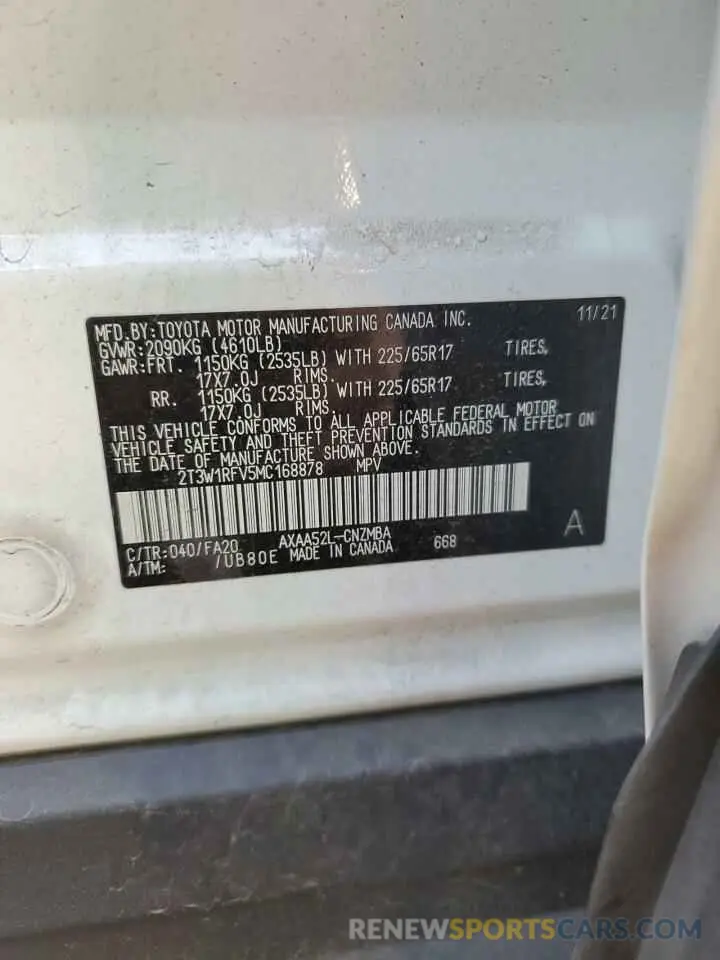 MFD.BY:TOYOTA MOTOR MANUFACTURING CANADA INC. 11/21
GVWR:2090KG (4610LB)
GAWR:FRT. 1150KG (2535LB) WITH 225/65R17 TIRES,
17X7.0J RIMS.
RR. 1150KG (2535LB) WITH 225/65R17 TIRES,
17X7.0J RIMS.
THIS VEHICLE CONFORMS TO ALL APPLICABLE FEDERAL MOTOR
VEHICLE SAFETY AND THEFT PREVENTION STANDARDS IN EFFECT ON
THE DATE OF MANUFACTURE SHOWN ABOVE.
2T3W1RFV5MC168878 MPV
C/TR:040/FA20 AXAA52L-CNZMBA A
A/TM: /UB80E MADE IN CANADA 668
RENEWSPORTSCARS.COM